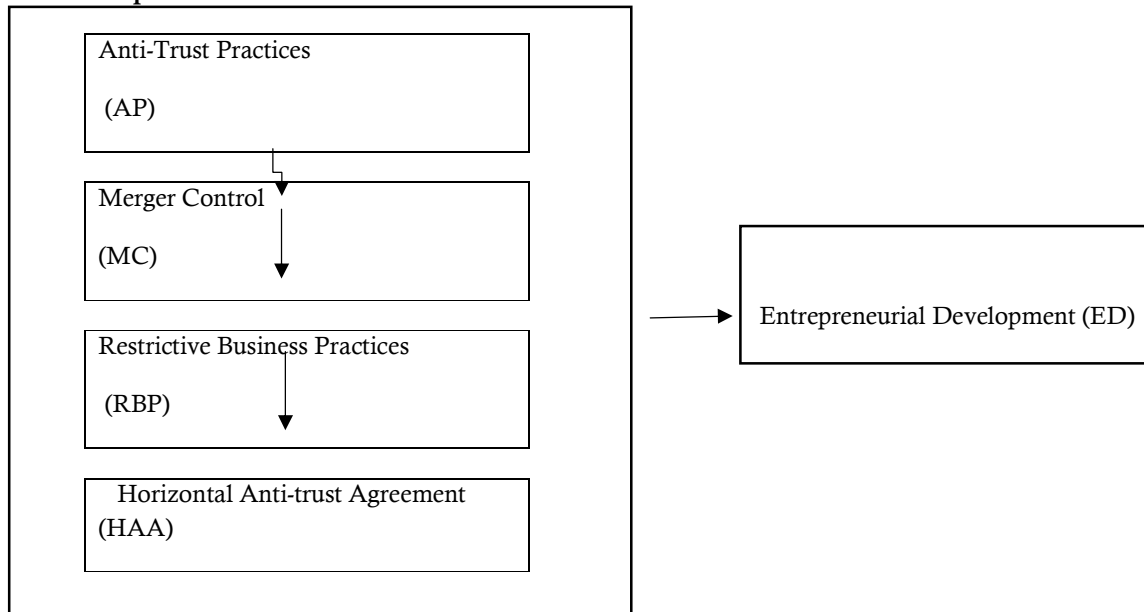 Anti-Trust Practices
(AP)
Merger Control
(MC)
Restrictive Business Practices
(RBP)
Horizontal Anti-trust Agreement
(HAA)
Entrepreneurial Development (ED)